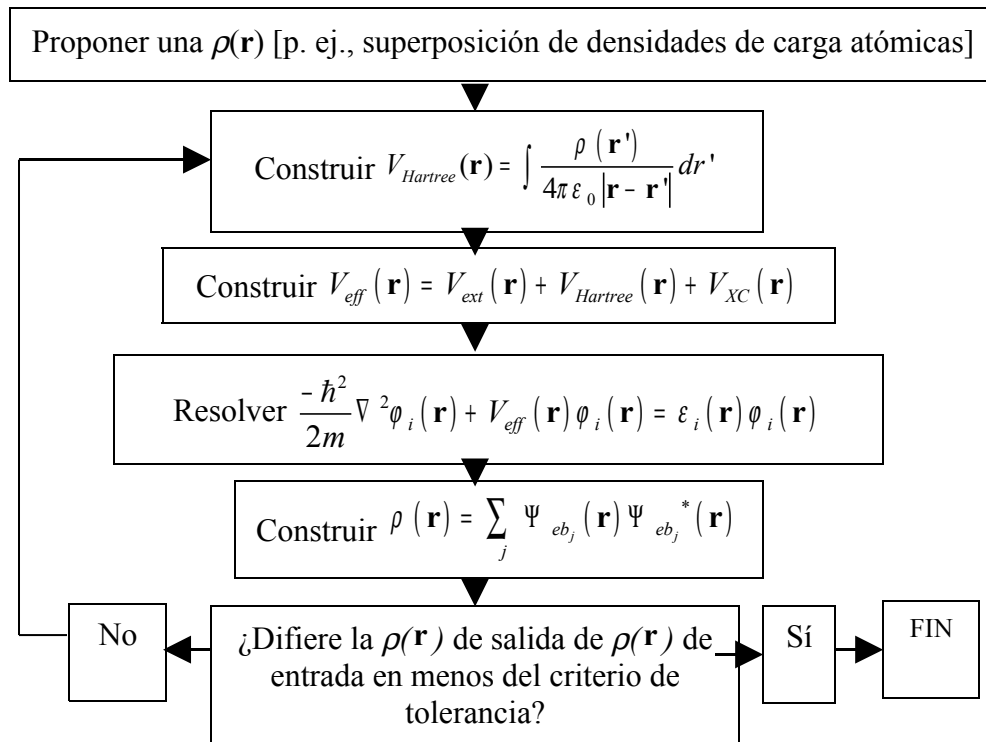 Proponer una ρ(r) [p. ej., superposición de densidades de carga atómicas]
Construir V_Hartree(r) = ∫ ρ(r') / (4πε₀|r − r'|) dr'
Construir V_eff(r) = V_ext(r) + V_Hartree(r) + V_XC(r)
Resolver −ħ²/2m ∇²φ_i(r) + V_eff(r)φ_i(r) = ε_i(r)φ_i(r)
Construir ρ(r) = ∑_j Ψ_eb_j(r) Ψ_eb_j*(r)
No
¿Difiere la ρ(r) de salida de ρ(r) de
entrada en menos del criterio de
tolerancia?
Sí
FIN